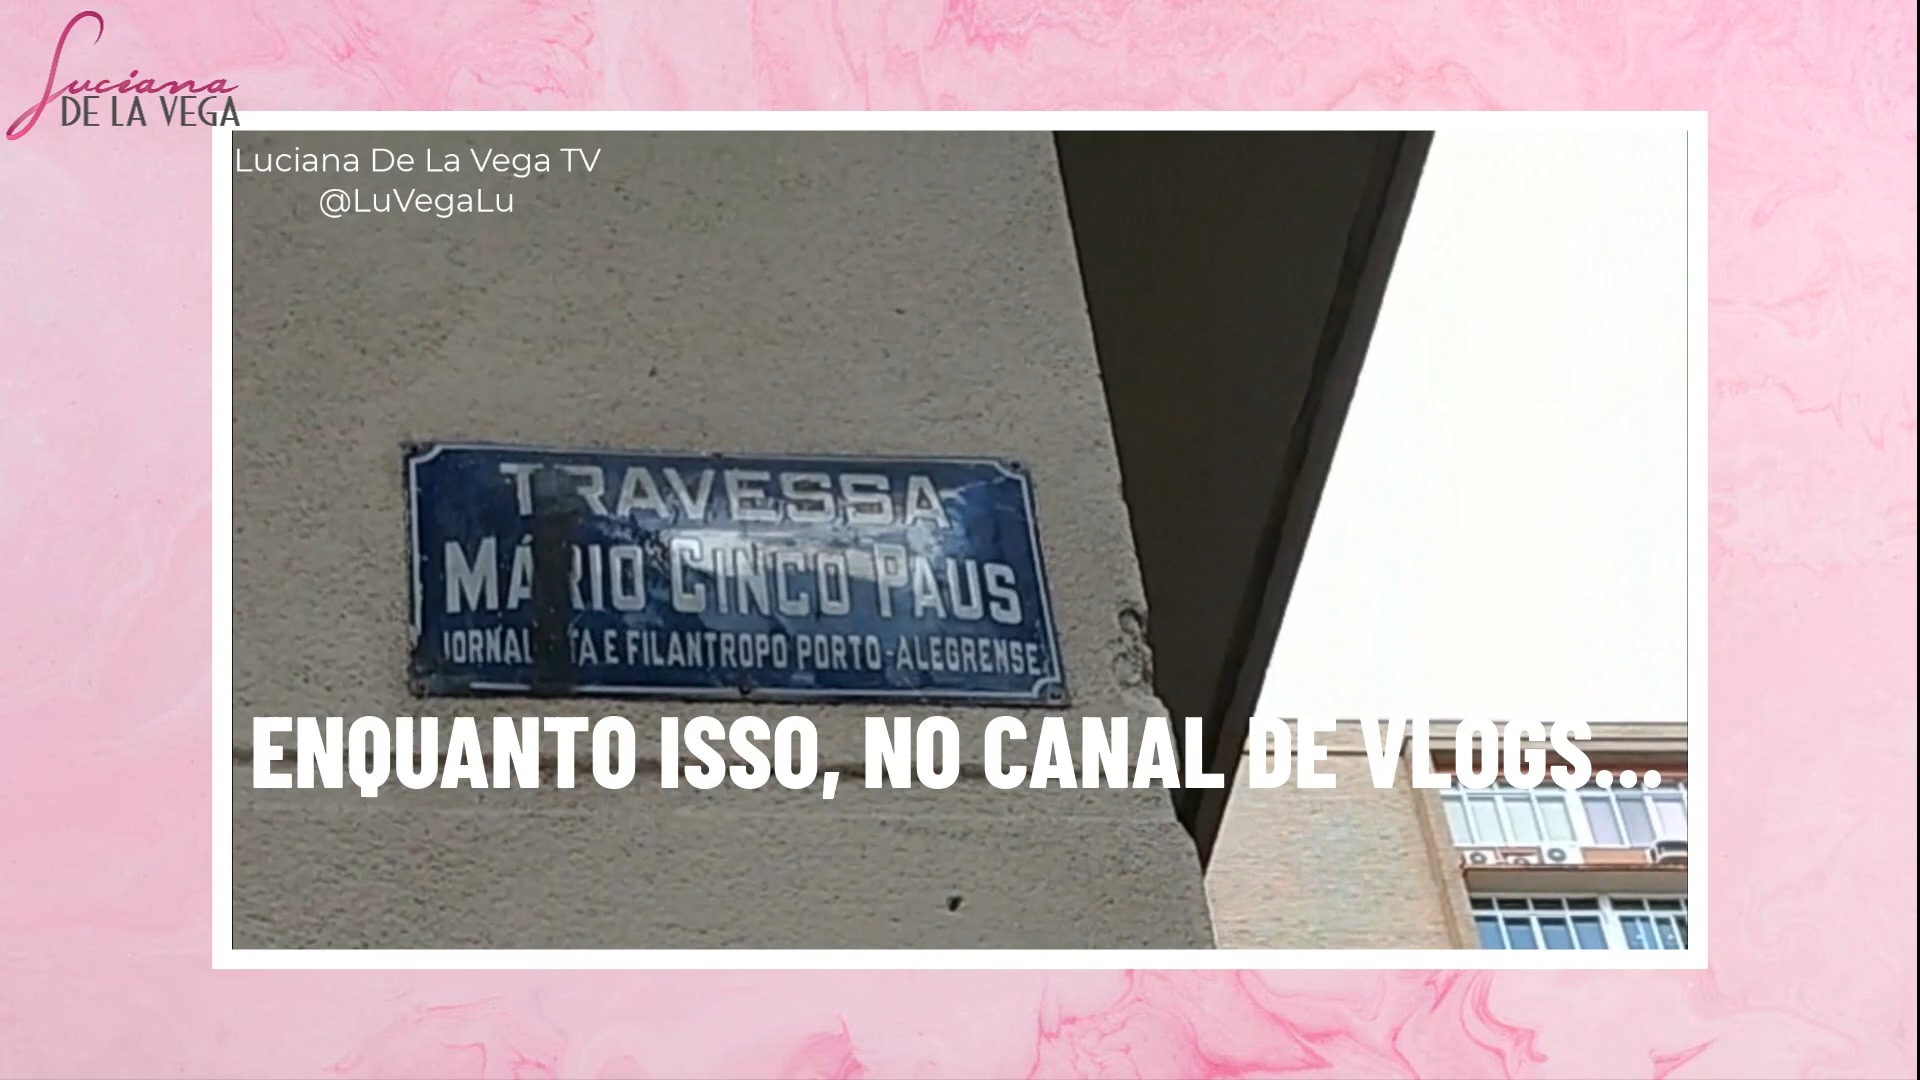 Luciana
DE LA VEGA
Luciana De La Vega TV
@LuVegaLu
TRAVESSA
MÁRIO CINCO PAUS
E FILANTROPO PORTO-ALEGRENSE
ENQUANTO ISSO, NO CANAL DE VLOGS...